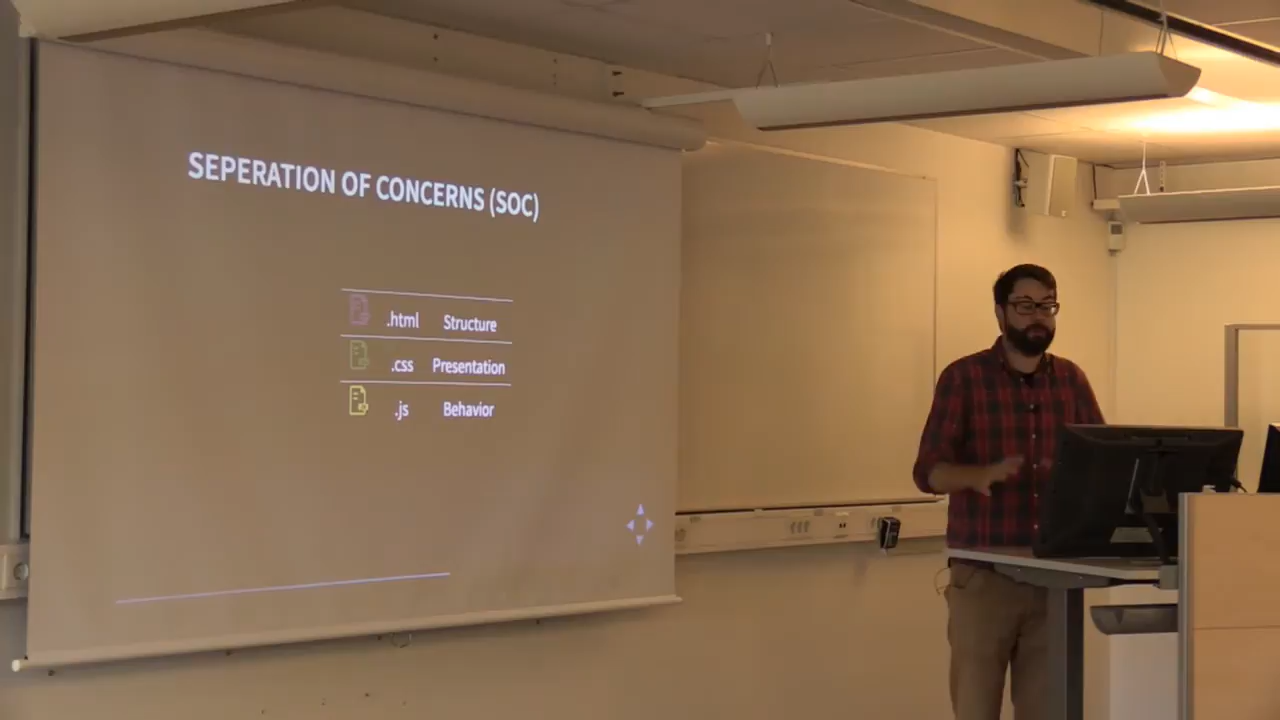 SEPERATION OF CONCERNS (SOC)
.html Structure
.css Presentation
.js Behavior